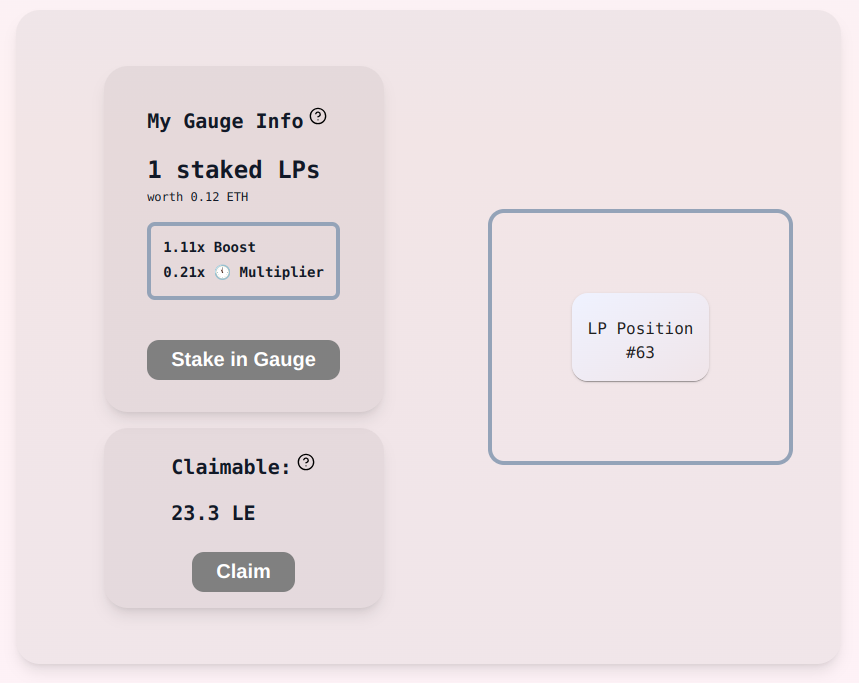 My Gauge Info
1 staked LPs
worth 0.12 ETH
1.11x Boost
0.21x 🕚 Multiplier
Stake in Gauge
Claimable:
23.3 LE
Claim
LP Position
#63